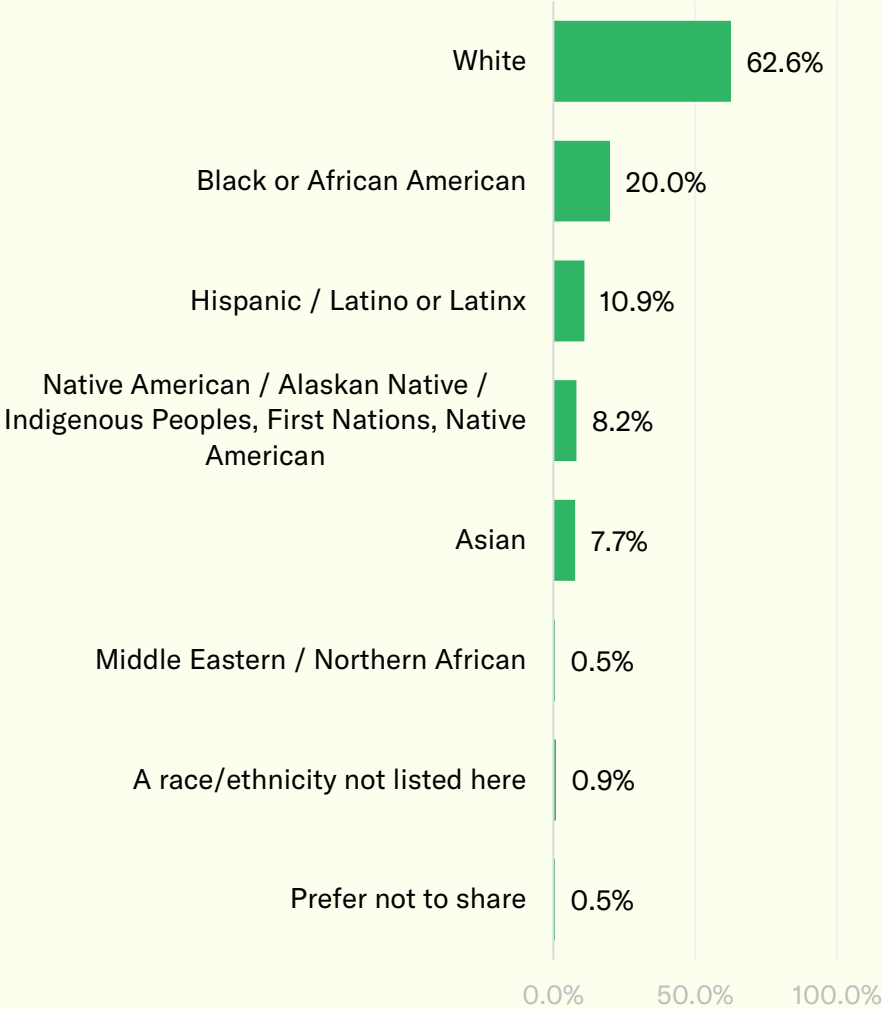 White
62.6%
Black or African American
20.0%
Hispanic / Latino or Latinx
10.9%
Native American / Alaskan Native /
Indigenous Peoples, First Nations, Native
American
8.2%
Asian
7.7%
Middle Eastern / Northern African
0.5%
A race/ethnicity not listed here
0.9%
Prefer not to share
0.5%
0.0% 50.0% 100.0%